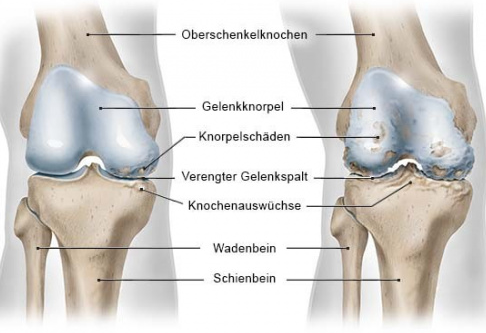 Oberschenkelknochen
Gelenkknorpel
Knorpelschäden
Verengter Gelenkspalt
Knochenauswüchse
Wadenbein
Schienbein